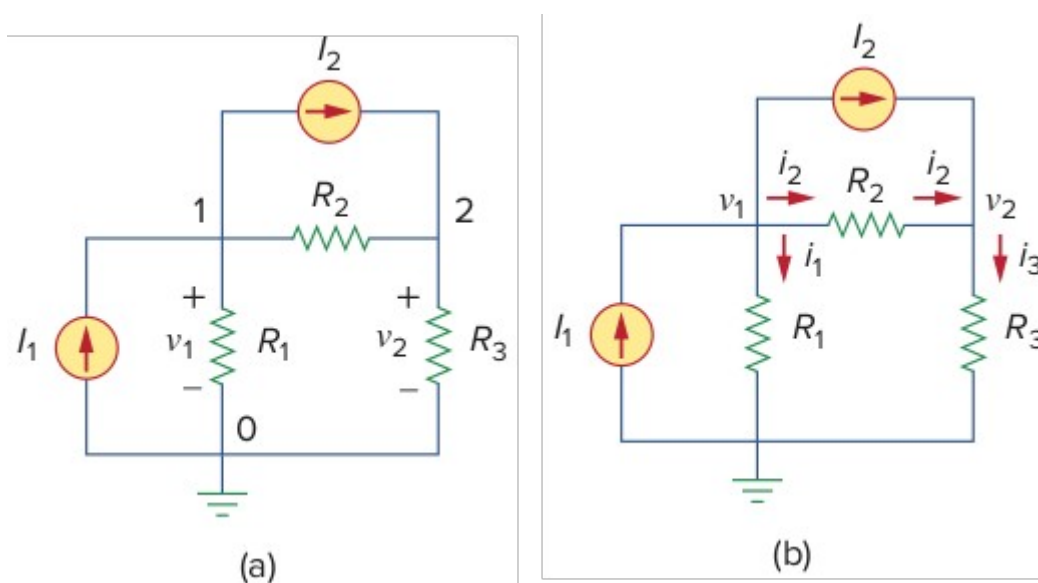 I₂
1
R₂
2
I₁
+
v₁
–
R₁
+
v₂
–
R₃
0
(a)
I₂
v₁
i₂
R₂
i₂
v₂
i₁
i₃
I₁
R₁
R₃
(b)